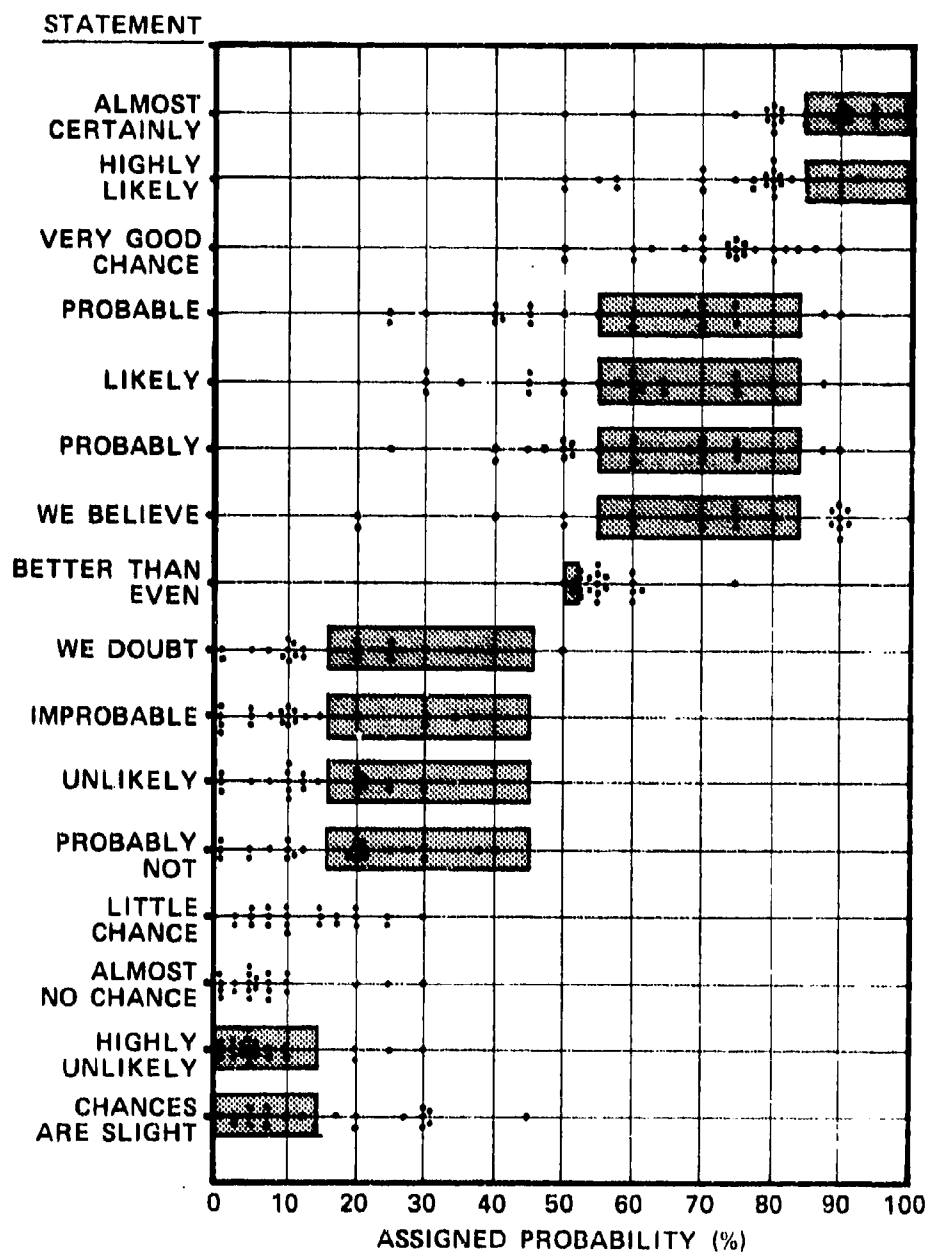 STATEMENT
ALMOST
CERTAINLY
HIGHLY
LIKELY
VERY GOOD
CHANCE
PROBABLE
LIKELY
PROBABLY
WE BELIEVE
BETTER THAN
EVEN
WE DOUBT
IMPROBABLE
UNLIKELY
PROBABLY
NOT
LITTLE
CHANCE
ALMOST
NO CHANCE
HIGHLY
UNLIKELY
CHANCES
ARE SLIGHT
0 10 20 30 40 50 60 70 80 90 100
ASSIGNED PROBABILITY (%)